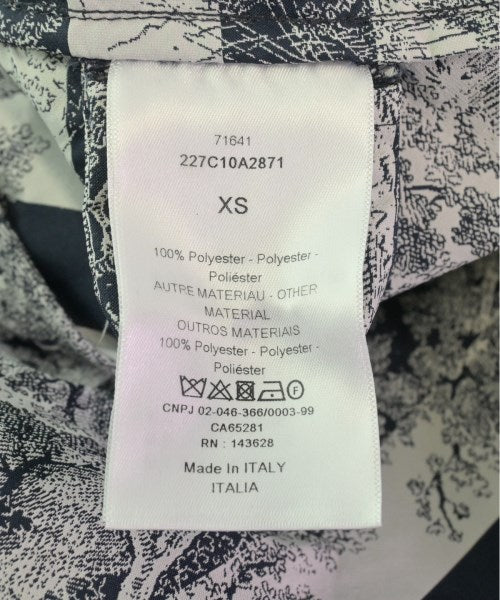 71641
227C10A2871
XS
100% Polyester - Polyester -
Poliéster
AUTRE MATERIAU - OTHER
MATERIAL
OUTROS MATERIAIS
100% Polyester - Polyester -
Poliéster
F
CNPJ 02-046-366/0003-99
CA65281
RN : 143628
Made In ITALY
ITALIA